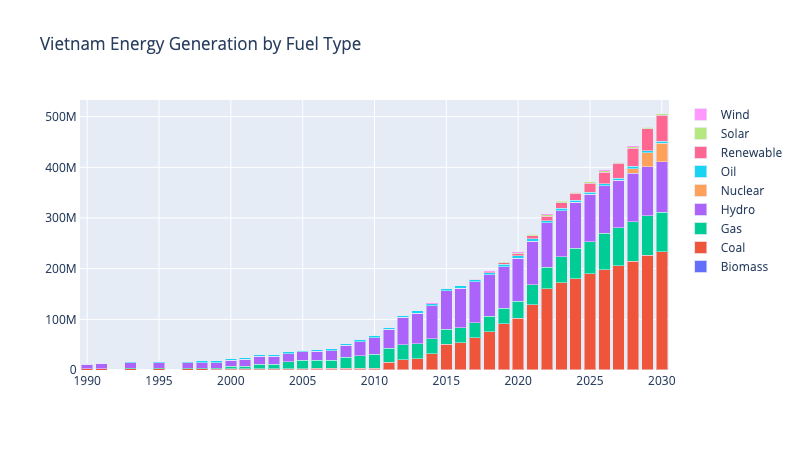 Vietnam Energy Generation by Fuel Type
500M
400M
300M
200M
100M
0
1990 1995 2000 2005 2010 2015 2020 2025 2030
Wind
Solar
Renewable
Oil
Nuclear
Hydro
Gas
Coal
Biomass